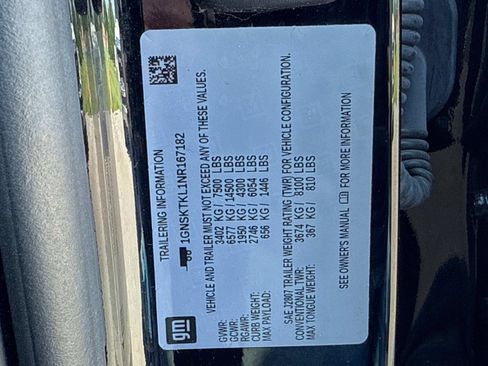 gm
TRAILERING INFORMATION
1GNSKTKL1NR167182
VEHICLE AND TRAILER MUST NOT EXCEED ANY OF THESE VALUES.
GVWR: 3402 KG / 7500 LBS
GCWR: 6577 KG / 14500 LBS
RGAWR: 1950 KG / 4300 LBS
CURB WEIGHT: 2746 KG / 6054 LBS
MAX PAYLOAD: 656 KG / 1446 LBS
SAE J2807 TRAILER WEIGHT RATING (TWR) FOR VEHICLE CONFIGURATION.
CONVENTIONAL TWR: 3674 KG / 8100 LBS
MAX TONGUE WEIGHT: 367 KG / 810 LBS
SEE OWNER'S MANUAL FOR MORE INFORMATION